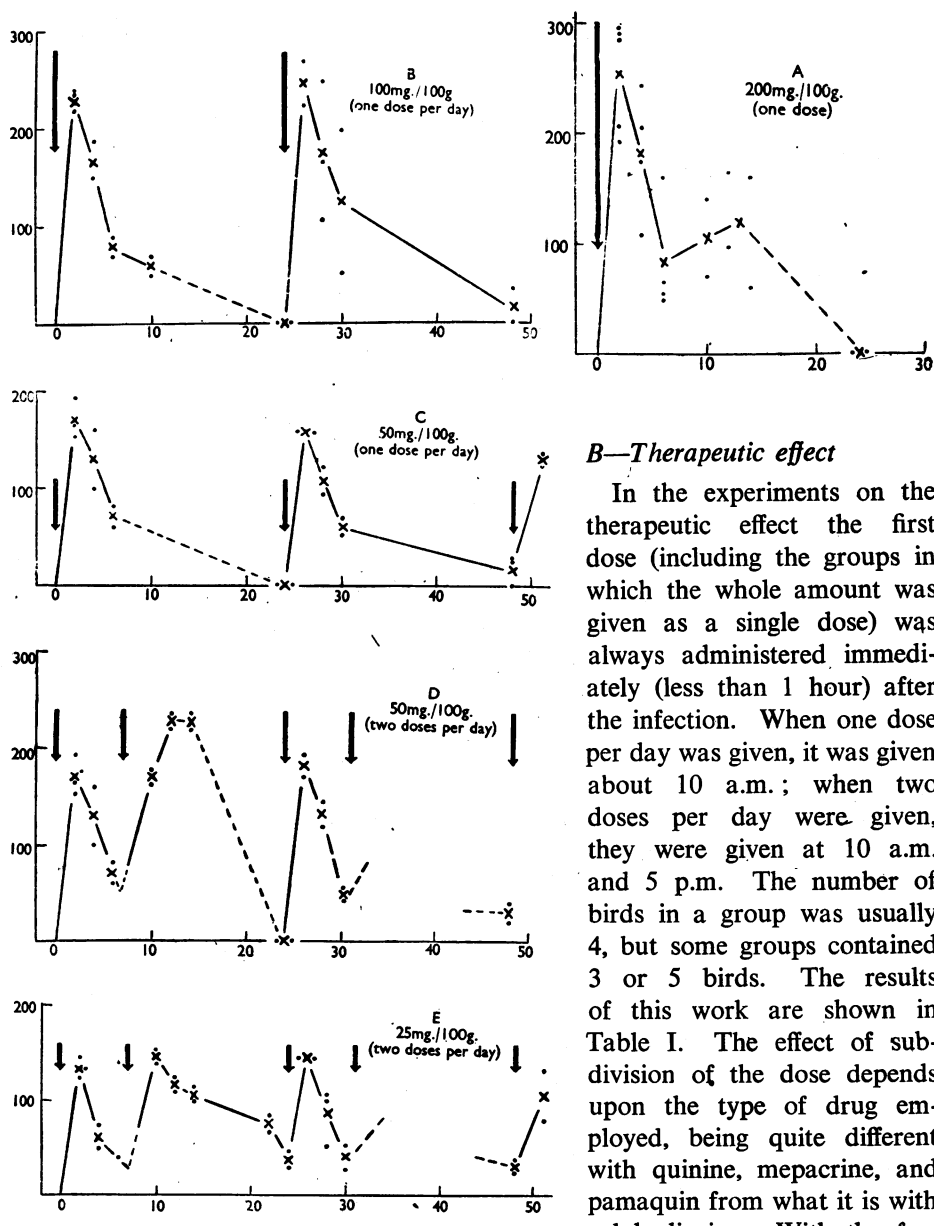 300
200
100
0
10
20
30
40
50
B
100mg./100g
(one dose per day)
300
200
100
0
10
20
30
A
200mg./100g.
(one dose)
100
0
10
20
30
40
50
C
50mg./100g.
(one dose per day)
300
200
100
0
10
20
30
40
50
D
50mg./100g.
(two doses per day)
200
100
0
10
20
30
40
50
E
25mg./100g.
(two doses per day)
B—Therapeutic effect
In the experiments on the
therapeutic effect the first
dose (including the groups in
which the whole amount was
given as a single dose) was
always administered immedi-
ately (less than 1 hour) after
the infection. When one dose
per day was given, it was given
about 10 a.m.; when two
doses per day were given,
they were given at 10 a.m.
and 5 p.m. The number of
birds in a group was usually
4, but some groups contained
3 or 5 birds. The results
of this work are shown in
Table I. The effect of sub-
division of the dose depends
upon the type of drug em-
ployed, being quite different
with quinine, mepacrine, and
pamaquin from what it is with